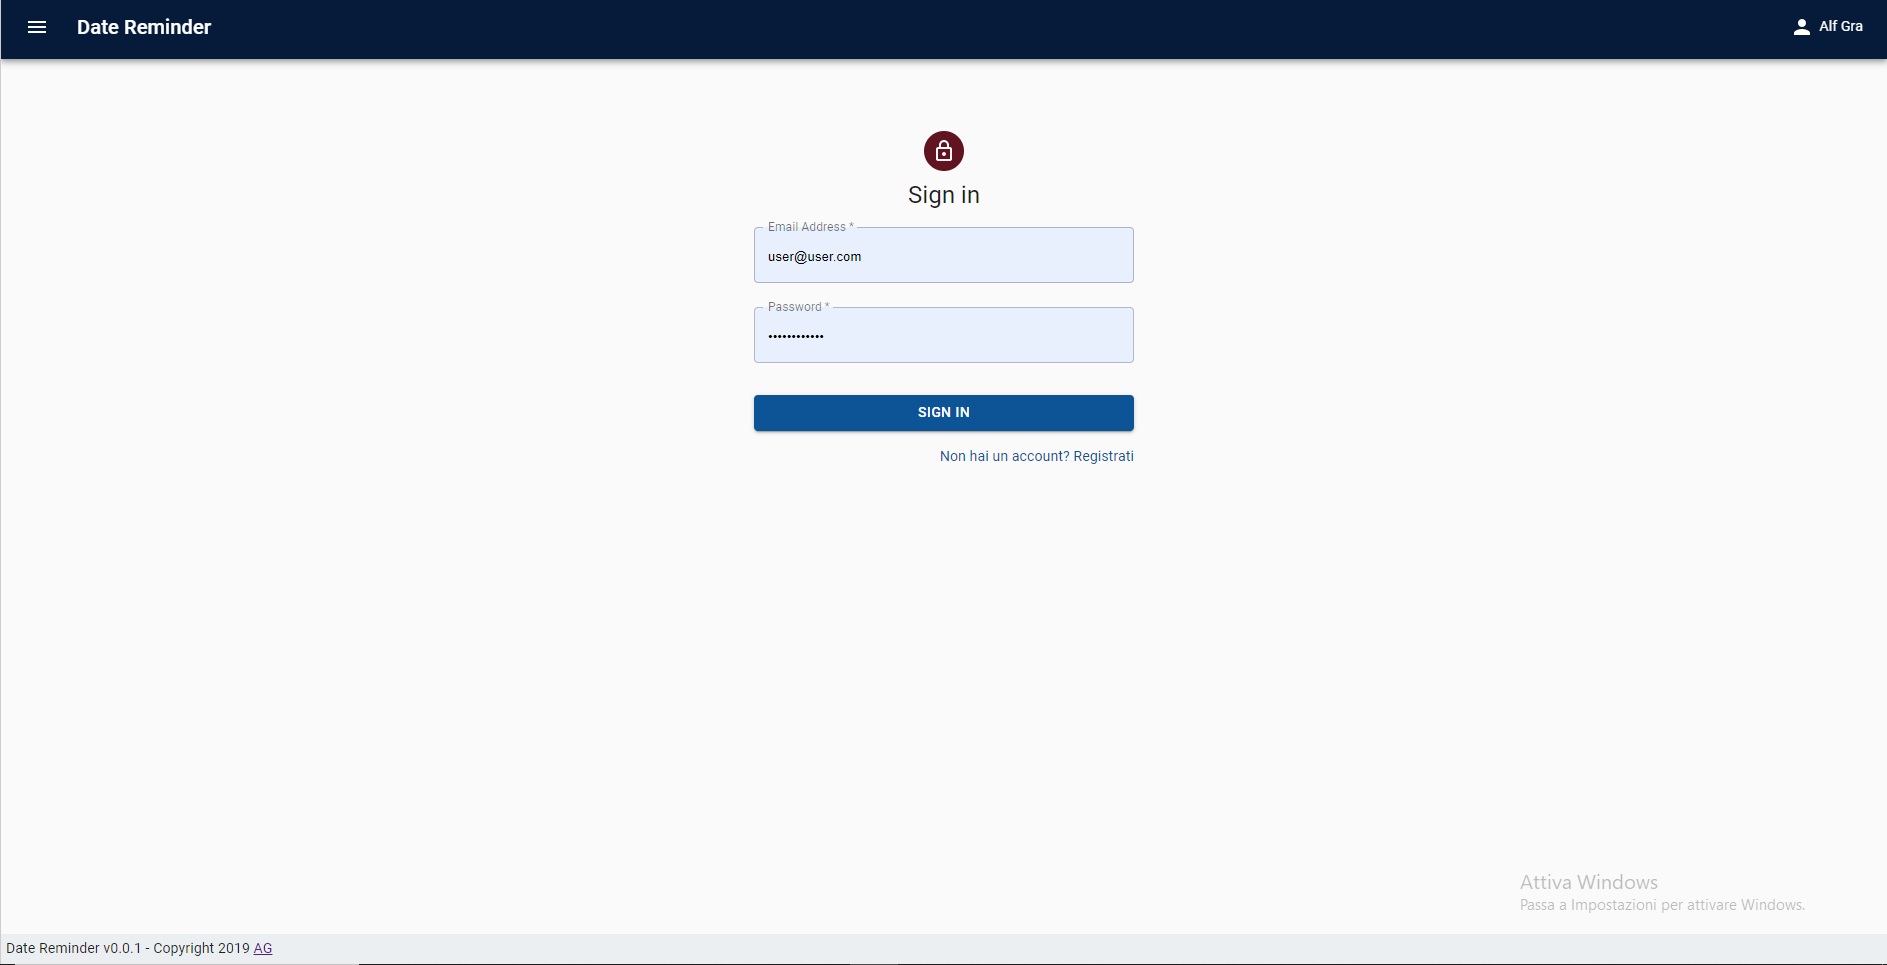 Date Reminder
Alf Gra
Sign in
Email Address *
user@user.com
Password *
••••••••••••
SIGN IN
Non hai un account? Registrati
Attiva Windows
Passa a Impostazioni per attivare Windows.
Date Reminder v0.0.1 - Copyright 2019 AG